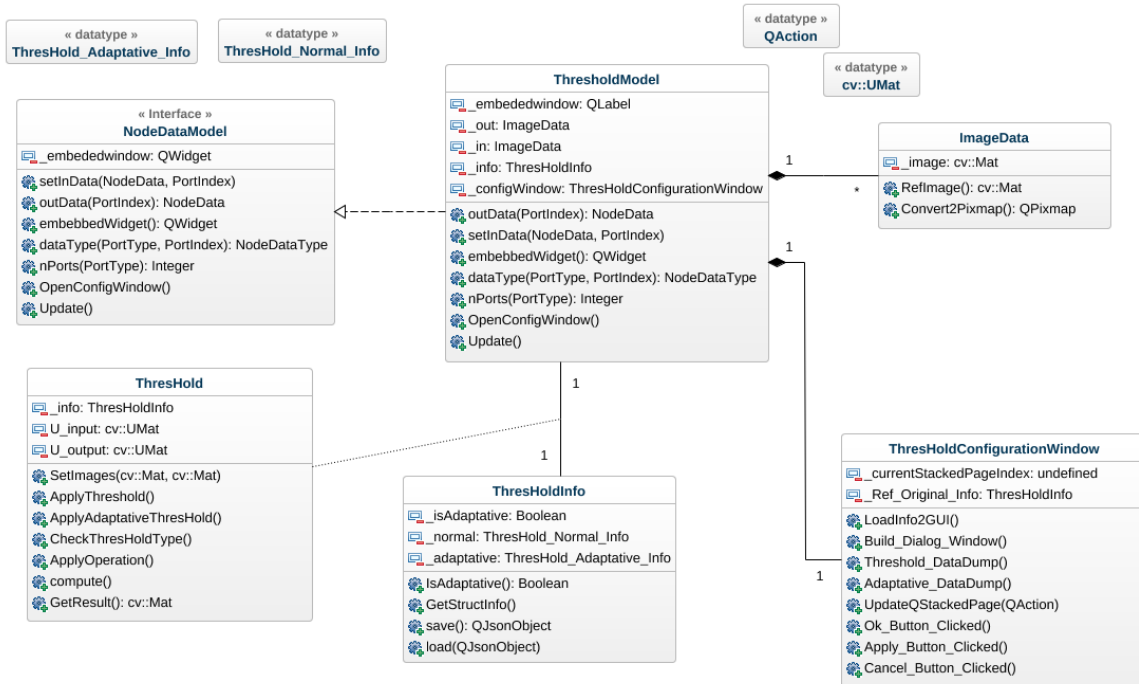 « datatype »
ThresHold_Adaptative_Info
« datatype »
ThresHold_Normal_Info
« datatype »
QAction
« datatype »
cv::UMat
« Interface »
NodeDataModel
_embededwindow: QWidget
setInData(NodeData, PortIndex)
outData(PortIndex): NodeData
embebbedWidget(): QWidget
dataType(PortType, PortIndex): NodeDataType
nPorts(PortType): Integer
OpenConfigWindow()
Update()
ThresholdModel
_embededwindow: QLabel
_out: ImageData
_in: ImageData
_info: ThresHoldInfo
_configWindow: ThresHoldConfigurationWindow
outData(PortIndex): NodeData
setInData(NodeData, PortIndex)
embebbedWidget(): QWidget
dataType(PortType, PortIndex): NodeDataType
nPorts(PortType): Integer
OpenConfigWindow()
Update()
1
*
1
1
ImageData
_image: cv::Mat
RefImage(): cv::Mat
Convert2Pixmap(): QPixmap
ThresHold
_info: ThresHoldInfo
U_input: cv::UMat
U_output: cv::UMat
SetImages(cv::Mat, cv::Mat)
ApplyThreshold()
ApplyAdaptativeThresHold()
CheckThresHoldType()
ApplyOperation()
compute()
GetResult(): cv::Mat
1
1
ThresHoldInfo
_isAdaptative: Boolean
_normal: ThresHold_Normal_Info
_adaptative: ThresHold_Adaptative_Info
IsAdaptative(): Boolean
GetStructInfo()
save(): QJsonObject
load(QJsonObject)
ThresHoldConfigurationWindow
_currentStackedPageIndex: undefined
_Ref_Original_Info: ThresHoldInfo
LoadInfo2GUI()
Build_Dialog_Window()
Threshold_DataDump()
Adaptative_DataDump()
UpdateQStackedPage(QAction)
Ok_Button_Clicked()
Apply_Button_Clicked()
Cancel_Button_Clicked()